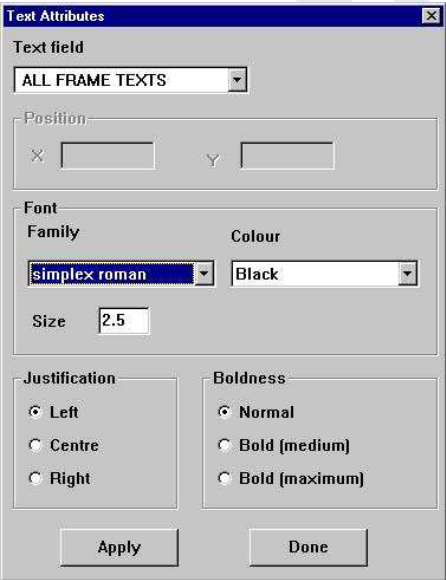 Text Attributes
Text field
ALL FRAME TEXTS
Position
X Y
Font
Family Colour
simplex roman Black
Size 2.5
Justification Boldness
Left Normal
Centre Bold (medium)
Right Bold (maximum)
Apply Done